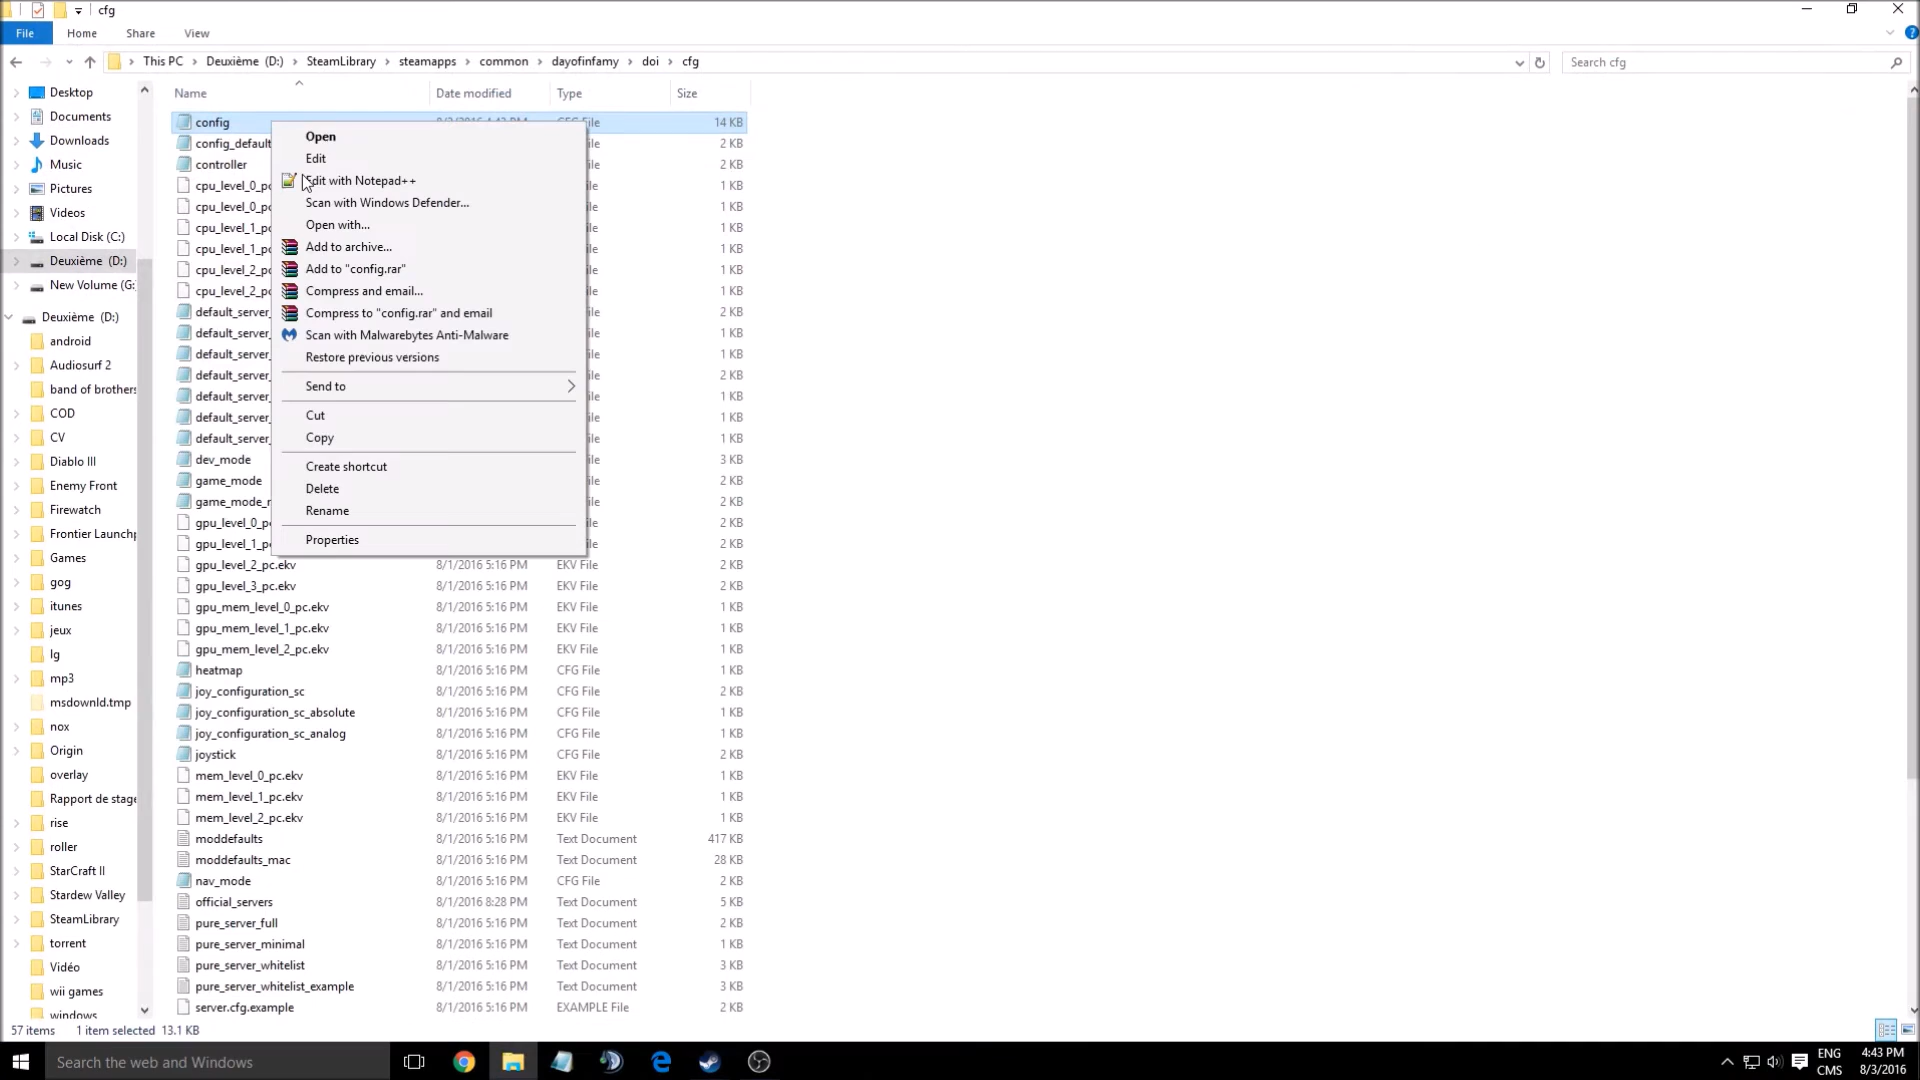 cfg
File Home Share View
This PC Deuxième (D:) SteamLibrary steamapps common dayofinfamy doi cfg
Search cfg
Name Date modified Type Size
Desktop
Documents
Downloads
Music
Pictures
Videos
Local Disk (C:)
Deuxième (D:)
New Volume (G:
Deuxième (D:)
android
Audiosurf 2
band of brothers
COD
CV
Diablo III
Enemy Front
Firewatch
Frontier Launchp
Games
gog
itunes
jeux
lg
mp3
msdownld.tmp
nox
Origin
overlay
Rapport de stage
rise
roller
StarCraft II
Stardew Valley
SteamLibrary
torrent
Vidéo
wii games
windows
config 14 KB
config_default 2 KB
controller 2 KB
cpu_level_0_pc 1 KB
cpu_level_0_pc 1 KB
cpu_level_1_pc 1 KB
cpu_level_1_pc 1 KB
cpu_level_2_pc 1 KB
cpu_level_2_pc 1 KB
default_server_ 1 KB
default_server_ 1 KB
default_server_ 1 KB
default_server_ 1 KB
default_server_ 1 KB
default_server_ 1 KB
default_server_ 1 KB
dev_mode 3 KB
game_mode 2 KB
game_mode_r 2 KB
gpu_level_0_pc 2 KB
gpu_level_1_pc 2 KB
gpu_level_2_pc.ekv 8/1/2016 5:16 PM EKV File 2 KB
gpu_level_3_pc.ekv 8/1/2016 5:16 PM EKV File 2 KB
gpu_mem_level_0_pc.ekv 8/1/2016 5:16 PM EKV File 1 KB
gpu_mem_level_1_pc.ekv 8/1/2016 5:16 PM EKV File 1 KB
gpu_mem_level_2_pc.ekv 8/1/2016 5:16 PM EKV File 1 KB
heatmap 8/1/2016 5:16 PM CFG File 1 KB
joy_configuration_sc 8/1/2016 5:16 PM CFG File 2 KB
joy_configuration_sc_absolute 8/1/2016 5:16 PM CFG File 1 KB
joy_configuration_sc_analog 8/1/2016 5:16 PM CFG File 1 KB
joystick 8/1/2016 5:16 PM CFG File 2 KB
mem_level_0_pc.ekv 8/1/2016 5:16 PM EKV File 1 KB
mem_level_1_pc.ekv 8/1/2016 5:16 PM EKV File 1 KB
mem_level_2_pc.ekv 8/1/2016 5:16 PM EKV File 1 KB
moddefaults 8/1/2016 5:16 PM Text Document 417 KB
moddefaults_mac 8/1/2016 5:16 PM Text Document 28 KB
nav_mode 8/1/2016 5:16 PM CFG File 2 KB
official_servers 8/1/2016 8:28 PM Text Document 5 KB
pure_server_full 8/1/2016 5:16 PM Text Document 2 KB
pure_server_minimal 8/1/2016 5:16 PM Text Document 1 KB
pure_server_whitelist 8/1/2016 5:16 PM Text Document 3 KB
pure_server_whitelist_example 8/1/2016 5:16 PM Text Document 3 KB
server.cfg.example 8/1/2016 5:16 PM EXAMPLE File 2 KB
Open
Edit
Edit with Notepad++
Scan with Windows Defender...
Open with...
Add to archive...
Add to "config.rar"
Compress and email...
Compress to "config.rar" and email
Scan with Malwarebytes Anti-Malware
Restore previous versions
Send to
Cut
Copy
Create shortcut
Delete
Rename
Properties
57 items 1 item selected 13.1 KB
Search the web and Windows
ENG
CMS
4:43 PM
8/3/2016